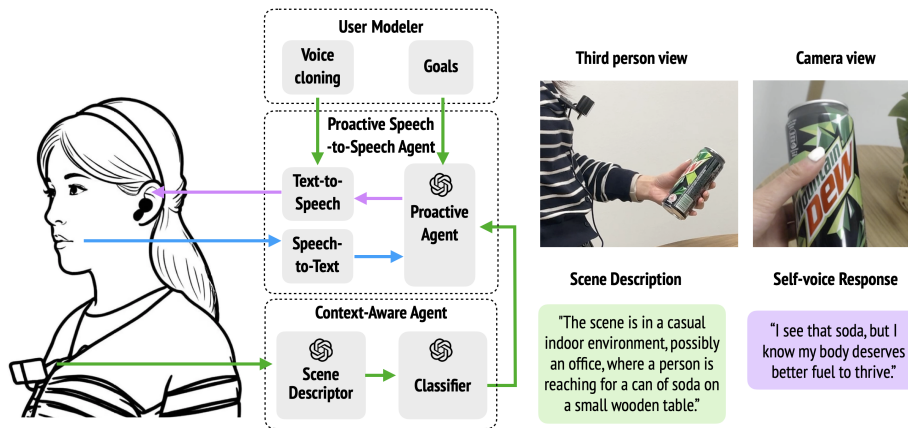 User Modeler
Voice
cloning
Goals
Proactive Speech
-to-Speech Agent
Text-to-
Speech
Proactive
Agent
Speech-
to-Text
Context-Aware Agent
Scene
Descriptor
Classifier
Third person view
Camera view
Mountain
DEW
Scene Description
Self-voice Response
"The scene is in a casual
indoor environment, possibly
an office, where a person is
reaching for a can of soda on
a small wooden table.”
“I see that soda, but I
know my body deserves
better fuel to thrive.”